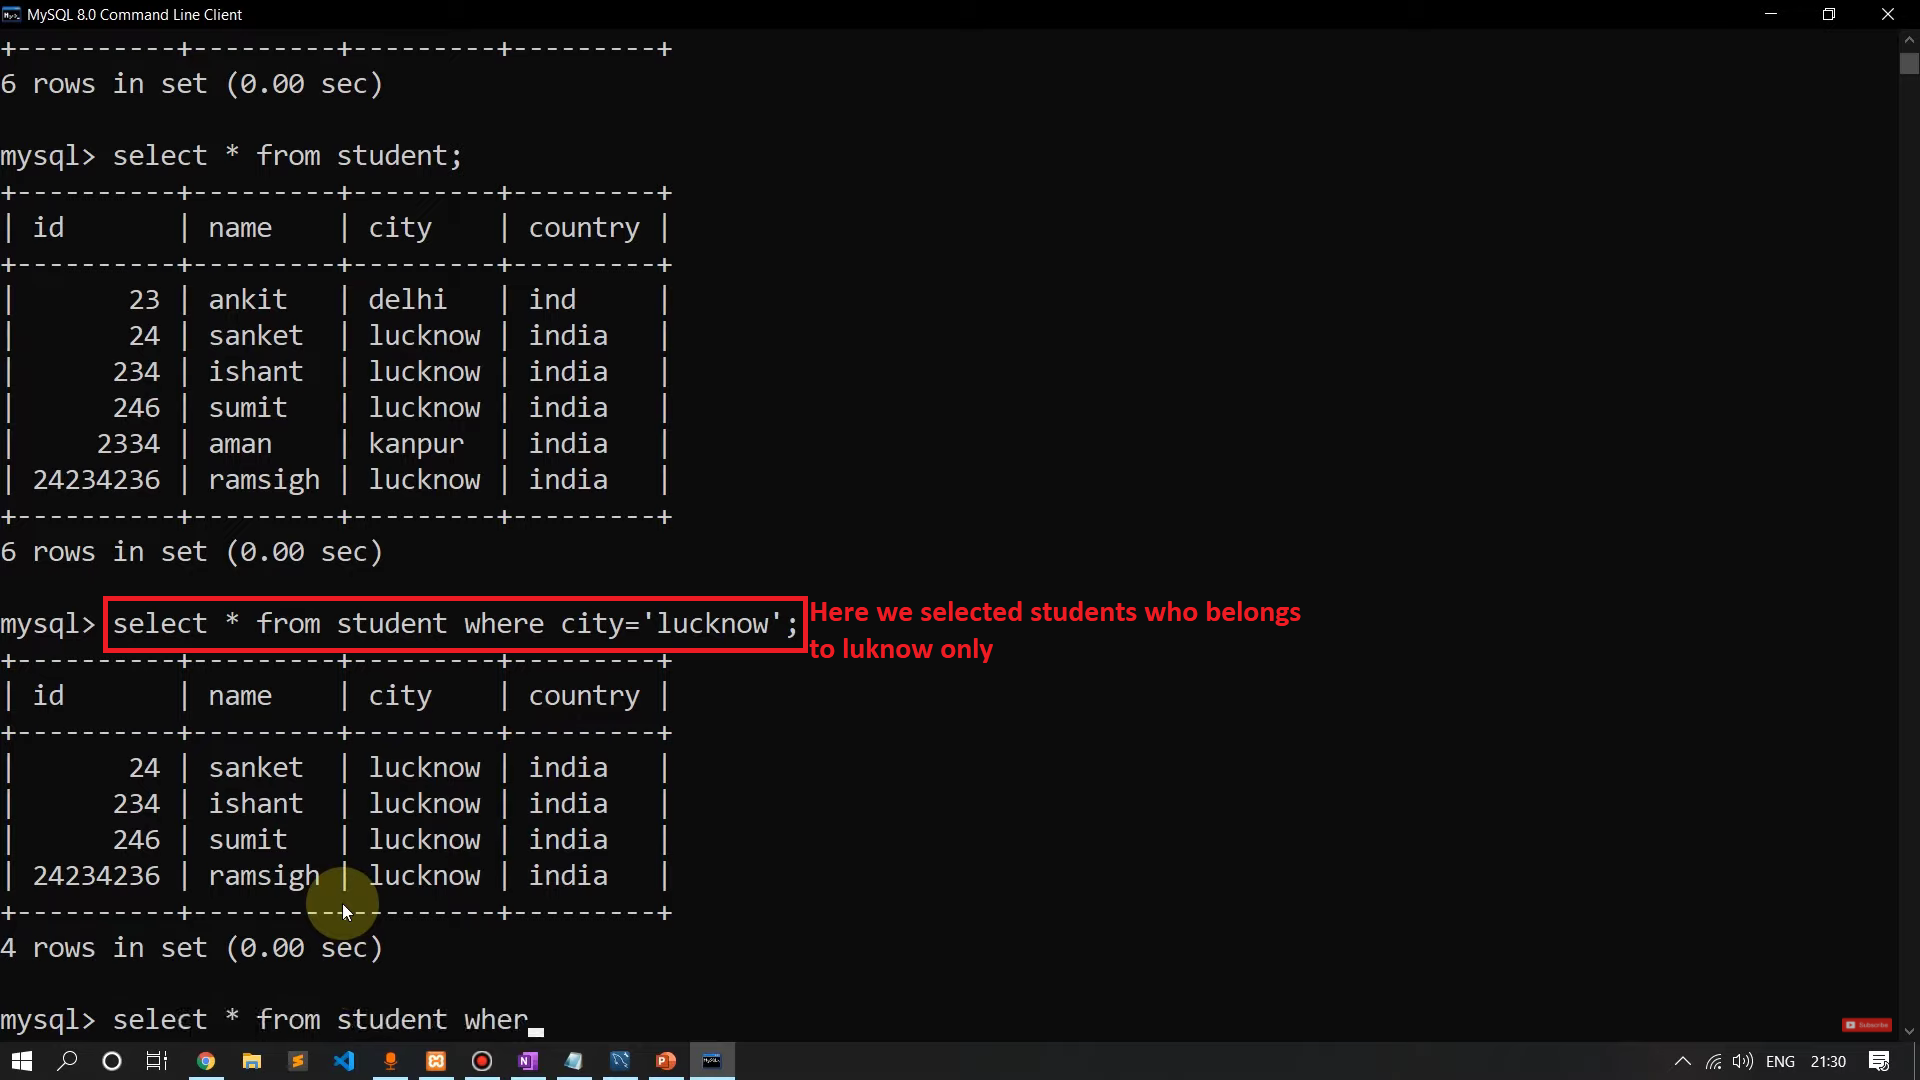 MySQL 8.0 Command Line Client
+----------+---------+---------+---------+
6 rows in set (0.00 sec)
mysql> select * from student;
+----------+---------+---------+---------+
| id       | name    | city    | country |
+----------+---------+---------+---------+
|       23 | ankit   | delhi   | ind     |
|       24 | sanket  | lucknow | india   |
|      234 | ishant  | lucknow | india   |
|      246 | sumit   | lucknow | india   |
|     2334 | aman    | kanpur  | india   |
| 24234236 | ramsigh | lucknow | india   |
+----------+---------+---------+---------+
6 rows in set (0.00 sec)
mysql> select * from student where city='lucknow';
Here we selected students who belongs
to luknow only
+----------+---------+---------+---------+
| id       | name    | city    | country |
+----------+---------+---------+---------+
|       24 | sanket  | lucknow | india   |
|      234 | ishant  | lucknow | india   |
|      246 | sumit   | lucknow | india   |
| 24234236 | ramsigh | lucknow | india   |
+----------+---------+---------+---------+
4 rows in set (0.00 sec)
mysql> select * from student wher_
Subscribe
ENG 21:30